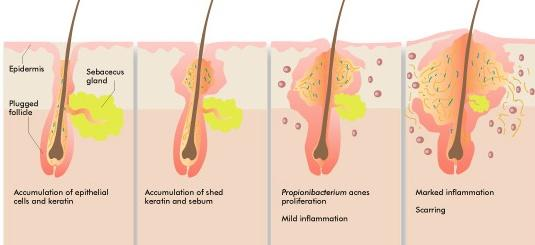 Epidermis
Sebacecus
gland
Plugged
follicle
Accumulation of epithelial
cells and keratin
Accumulation of shed
keratin and sebum
Propionibacterium acnes
proliferation
Mild inflammation
Marked inflammation
Scarring